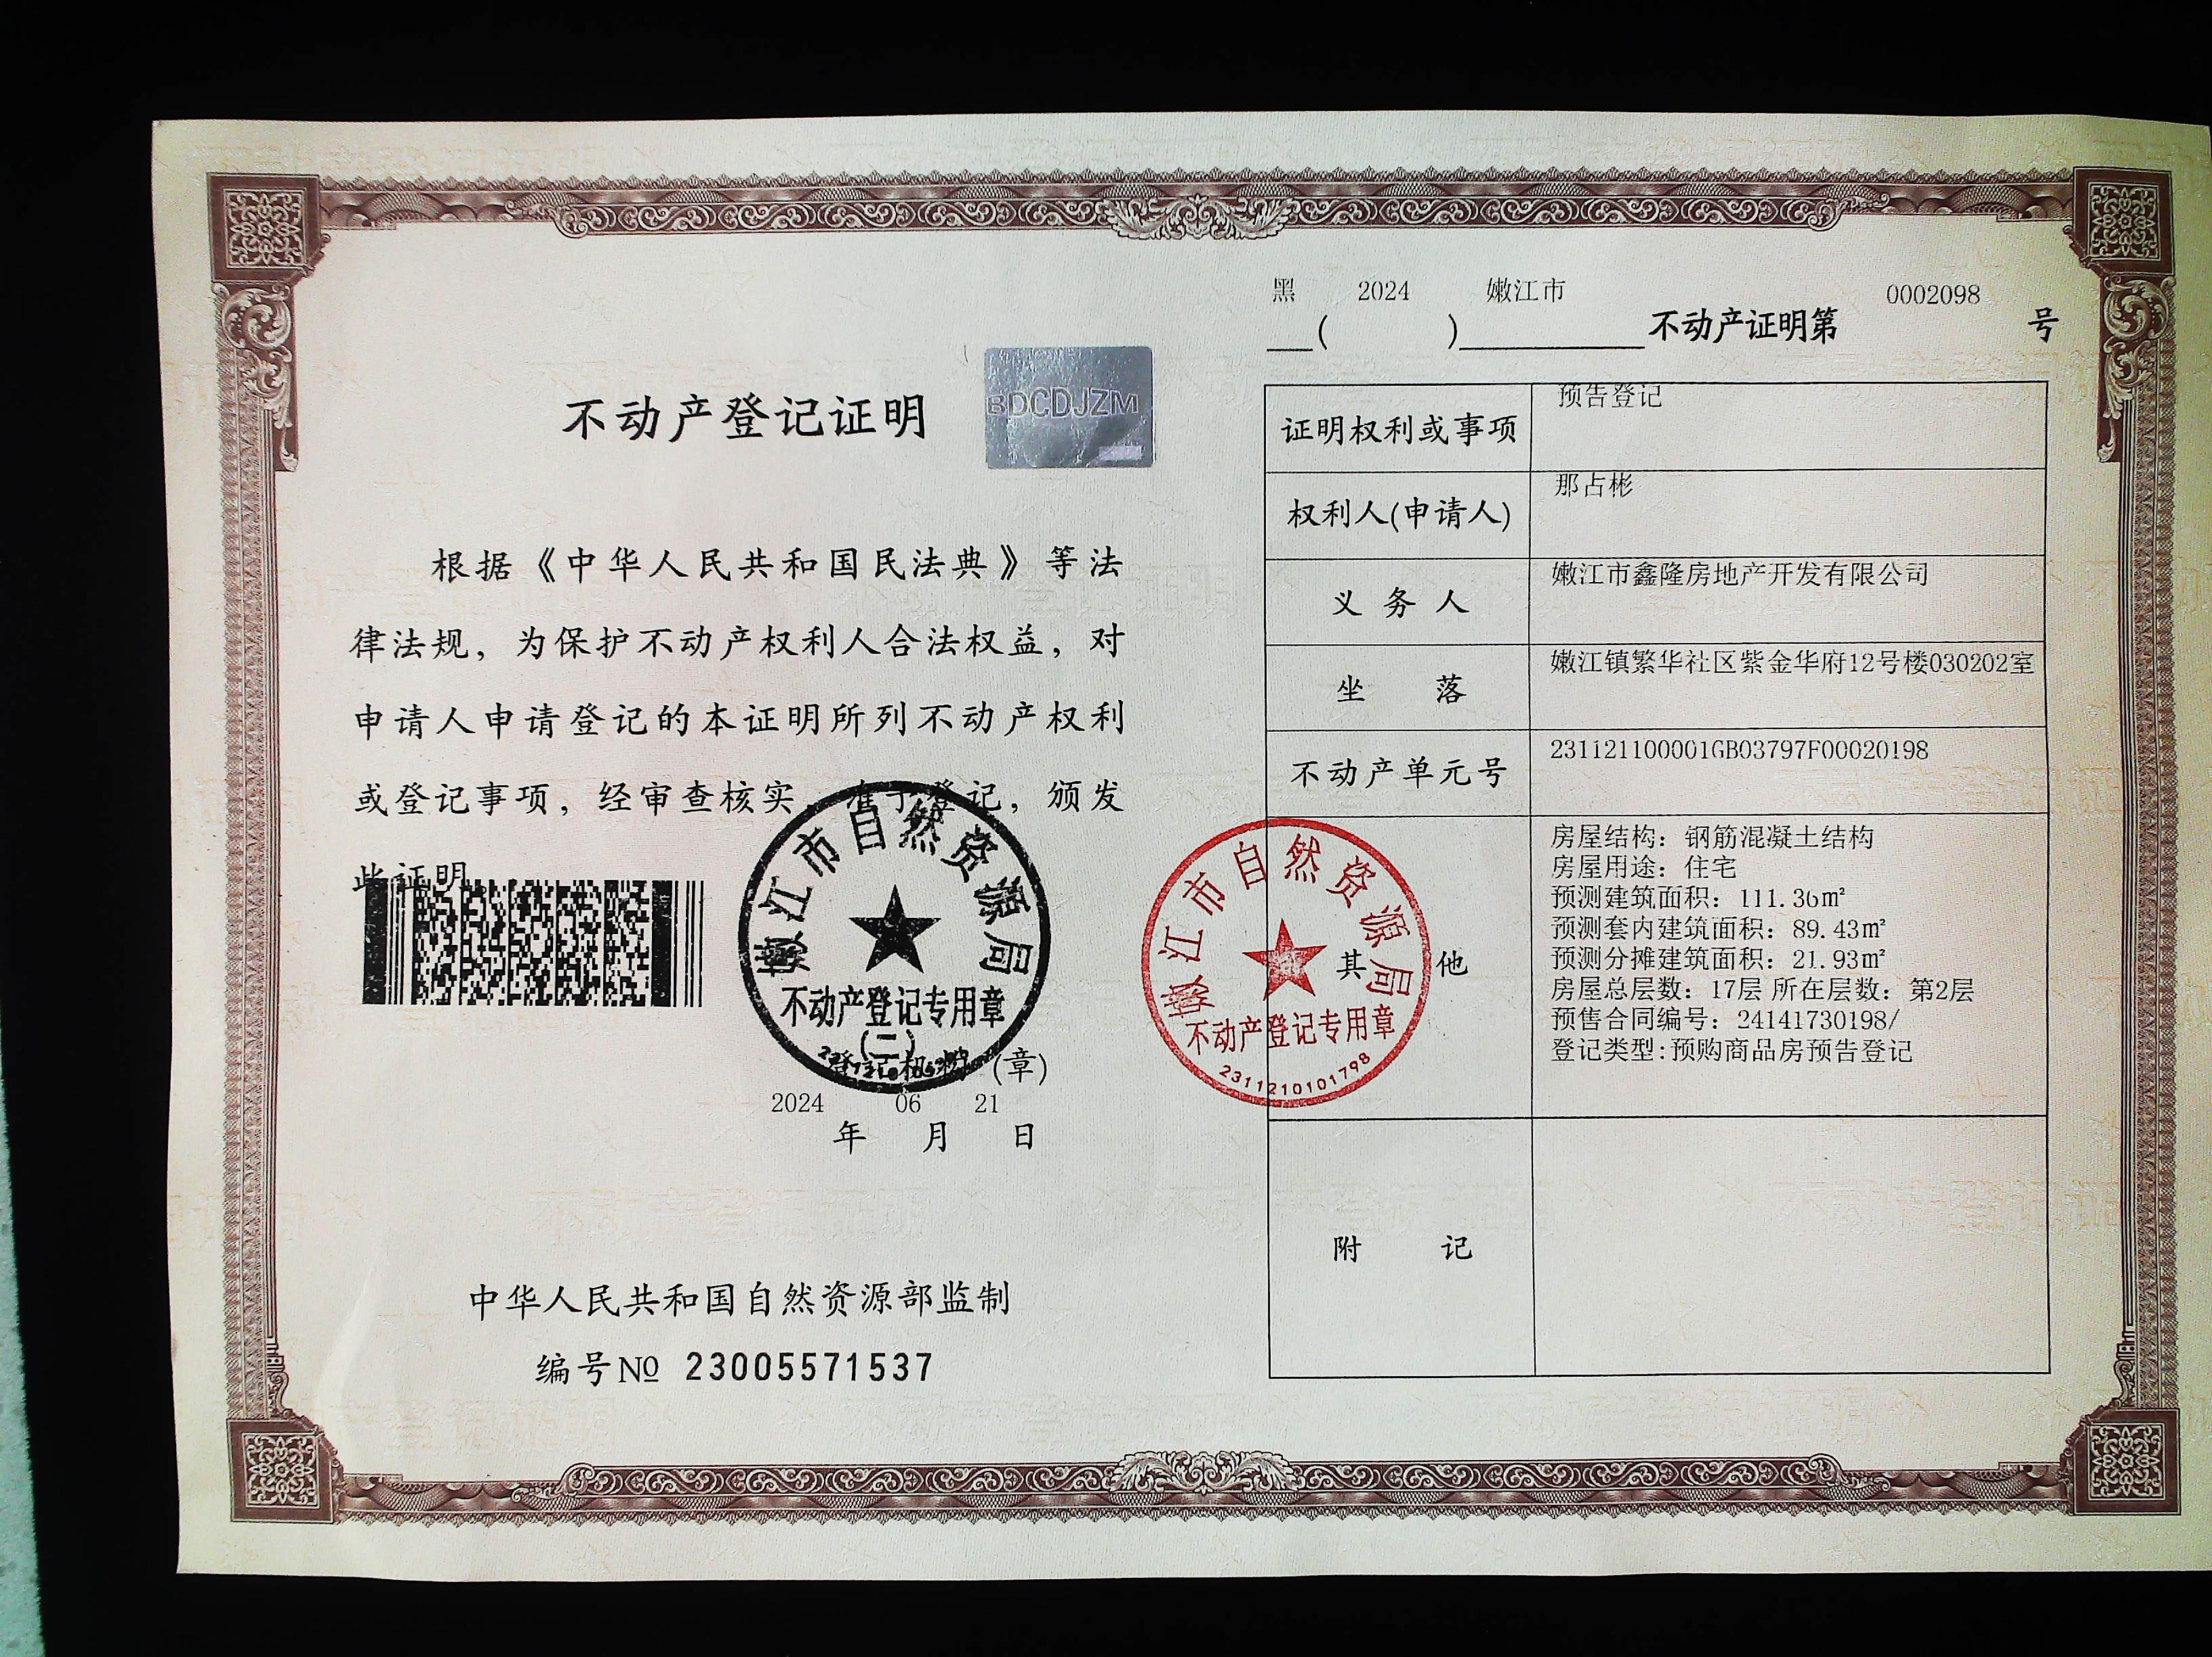 不动产登记证明
BDCDJZM
根据《中华人民共和国民法典》等法
律法规，为保护不动产权利人合法权益，对
申请人申请登记的本证明所列不动产权利
或登记事项，经审查核实，准予登记，颁发
此证明。
嫩江市自然资源局
不动产登记专用章
(二)
登记机构 (章)
2024 06 21
年 月 日
中华人民共和国自然资源部监制
编号№ 23005571537
黑 2024 嫩江市 0002098
( ) 不动产证明第 号
证明权利或事项 预告登记
权利人(申请人) 那占彬
义务人 嫩江市鑫隆房地产开发有限公司
坐落 嫩江镇繁华社区紫金华府12号楼030202室
不动产单元号 231121100001GB03797F00020198
其他
房屋结构：钢筋混凝土结构
房屋用途：住宅
预测建筑面积：111.36㎡
预测套内建筑面积：89.43㎡
预测分摊建筑面积：21.93㎡
房屋总层数：17层 所在层数：第2层
预售合同编号：24141730198/
登记类型:预购商品房预告登记
嫩江市自然资源局
不动产登记专用章
2311210101798
附记